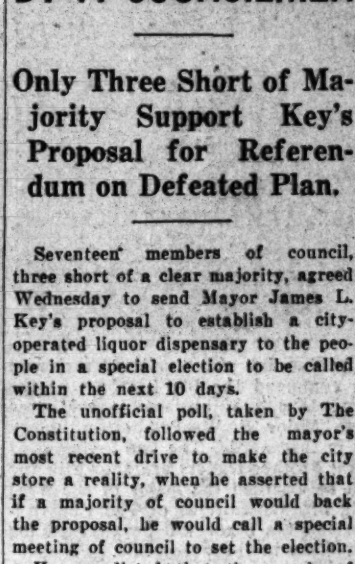 Only Three Short of Ma-
jority Support Key's
Proposal for Referen-
dum on Defeated Plan.
Seventeen members of council,
three short of a clear majority, agreed
Wednesday to send Mayor James L.
Key's proposal to establish a city-
operated liquor dispensary to the peo-
ple in a special election to be called
within the next 10 days.
The unofficial poll, taken by The
Constitution, followed the mayor's
most recent drive to make the city
store a reality, when he asserted that
if a majority of council would back
the proposal, he would call a special
meeting of council to set the election.